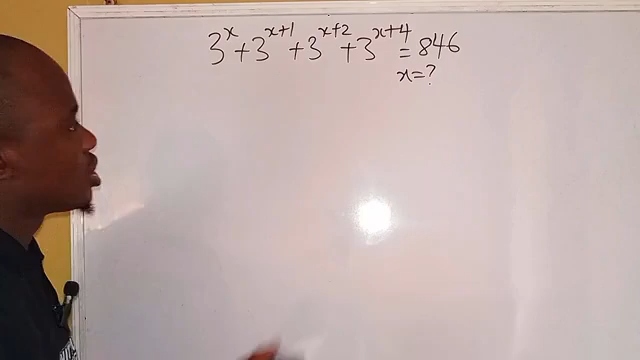 3^x + 3^{x+1} + 3^{x+2} + 3^{x+4} = 846
x = ?